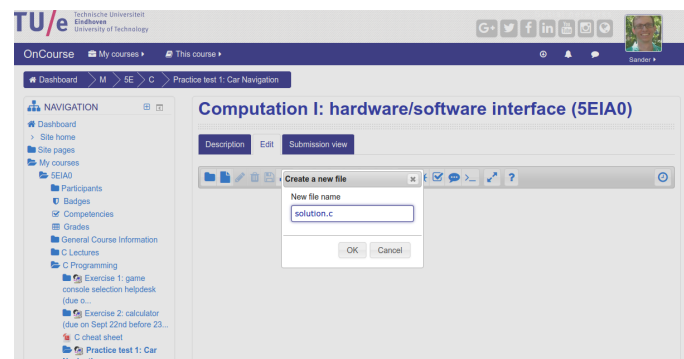 TU/e Technische Universiteit
Eindhoven
University of Technology
OnCourse My courses This course Sander
Dashboard M 5E C Practice test 1: Car Navigation
NAVIGATION
Dashboard
Site home
Site pages
My courses
5EIA0
Participants
Badges
Competencies
Grades
General Course Information
C Lectures
C Programming
Exercise 1: game
console selection helpdesk
(due o...
Exercise 2: calculator
(due on Sept 22nd before 23...
C cheat sheet
Practice test 1: Car
Computation I: hardware/software interface (5EIA0)
Description Edit Submission view
Create a new file
New file name
solution.c
OK Cancel